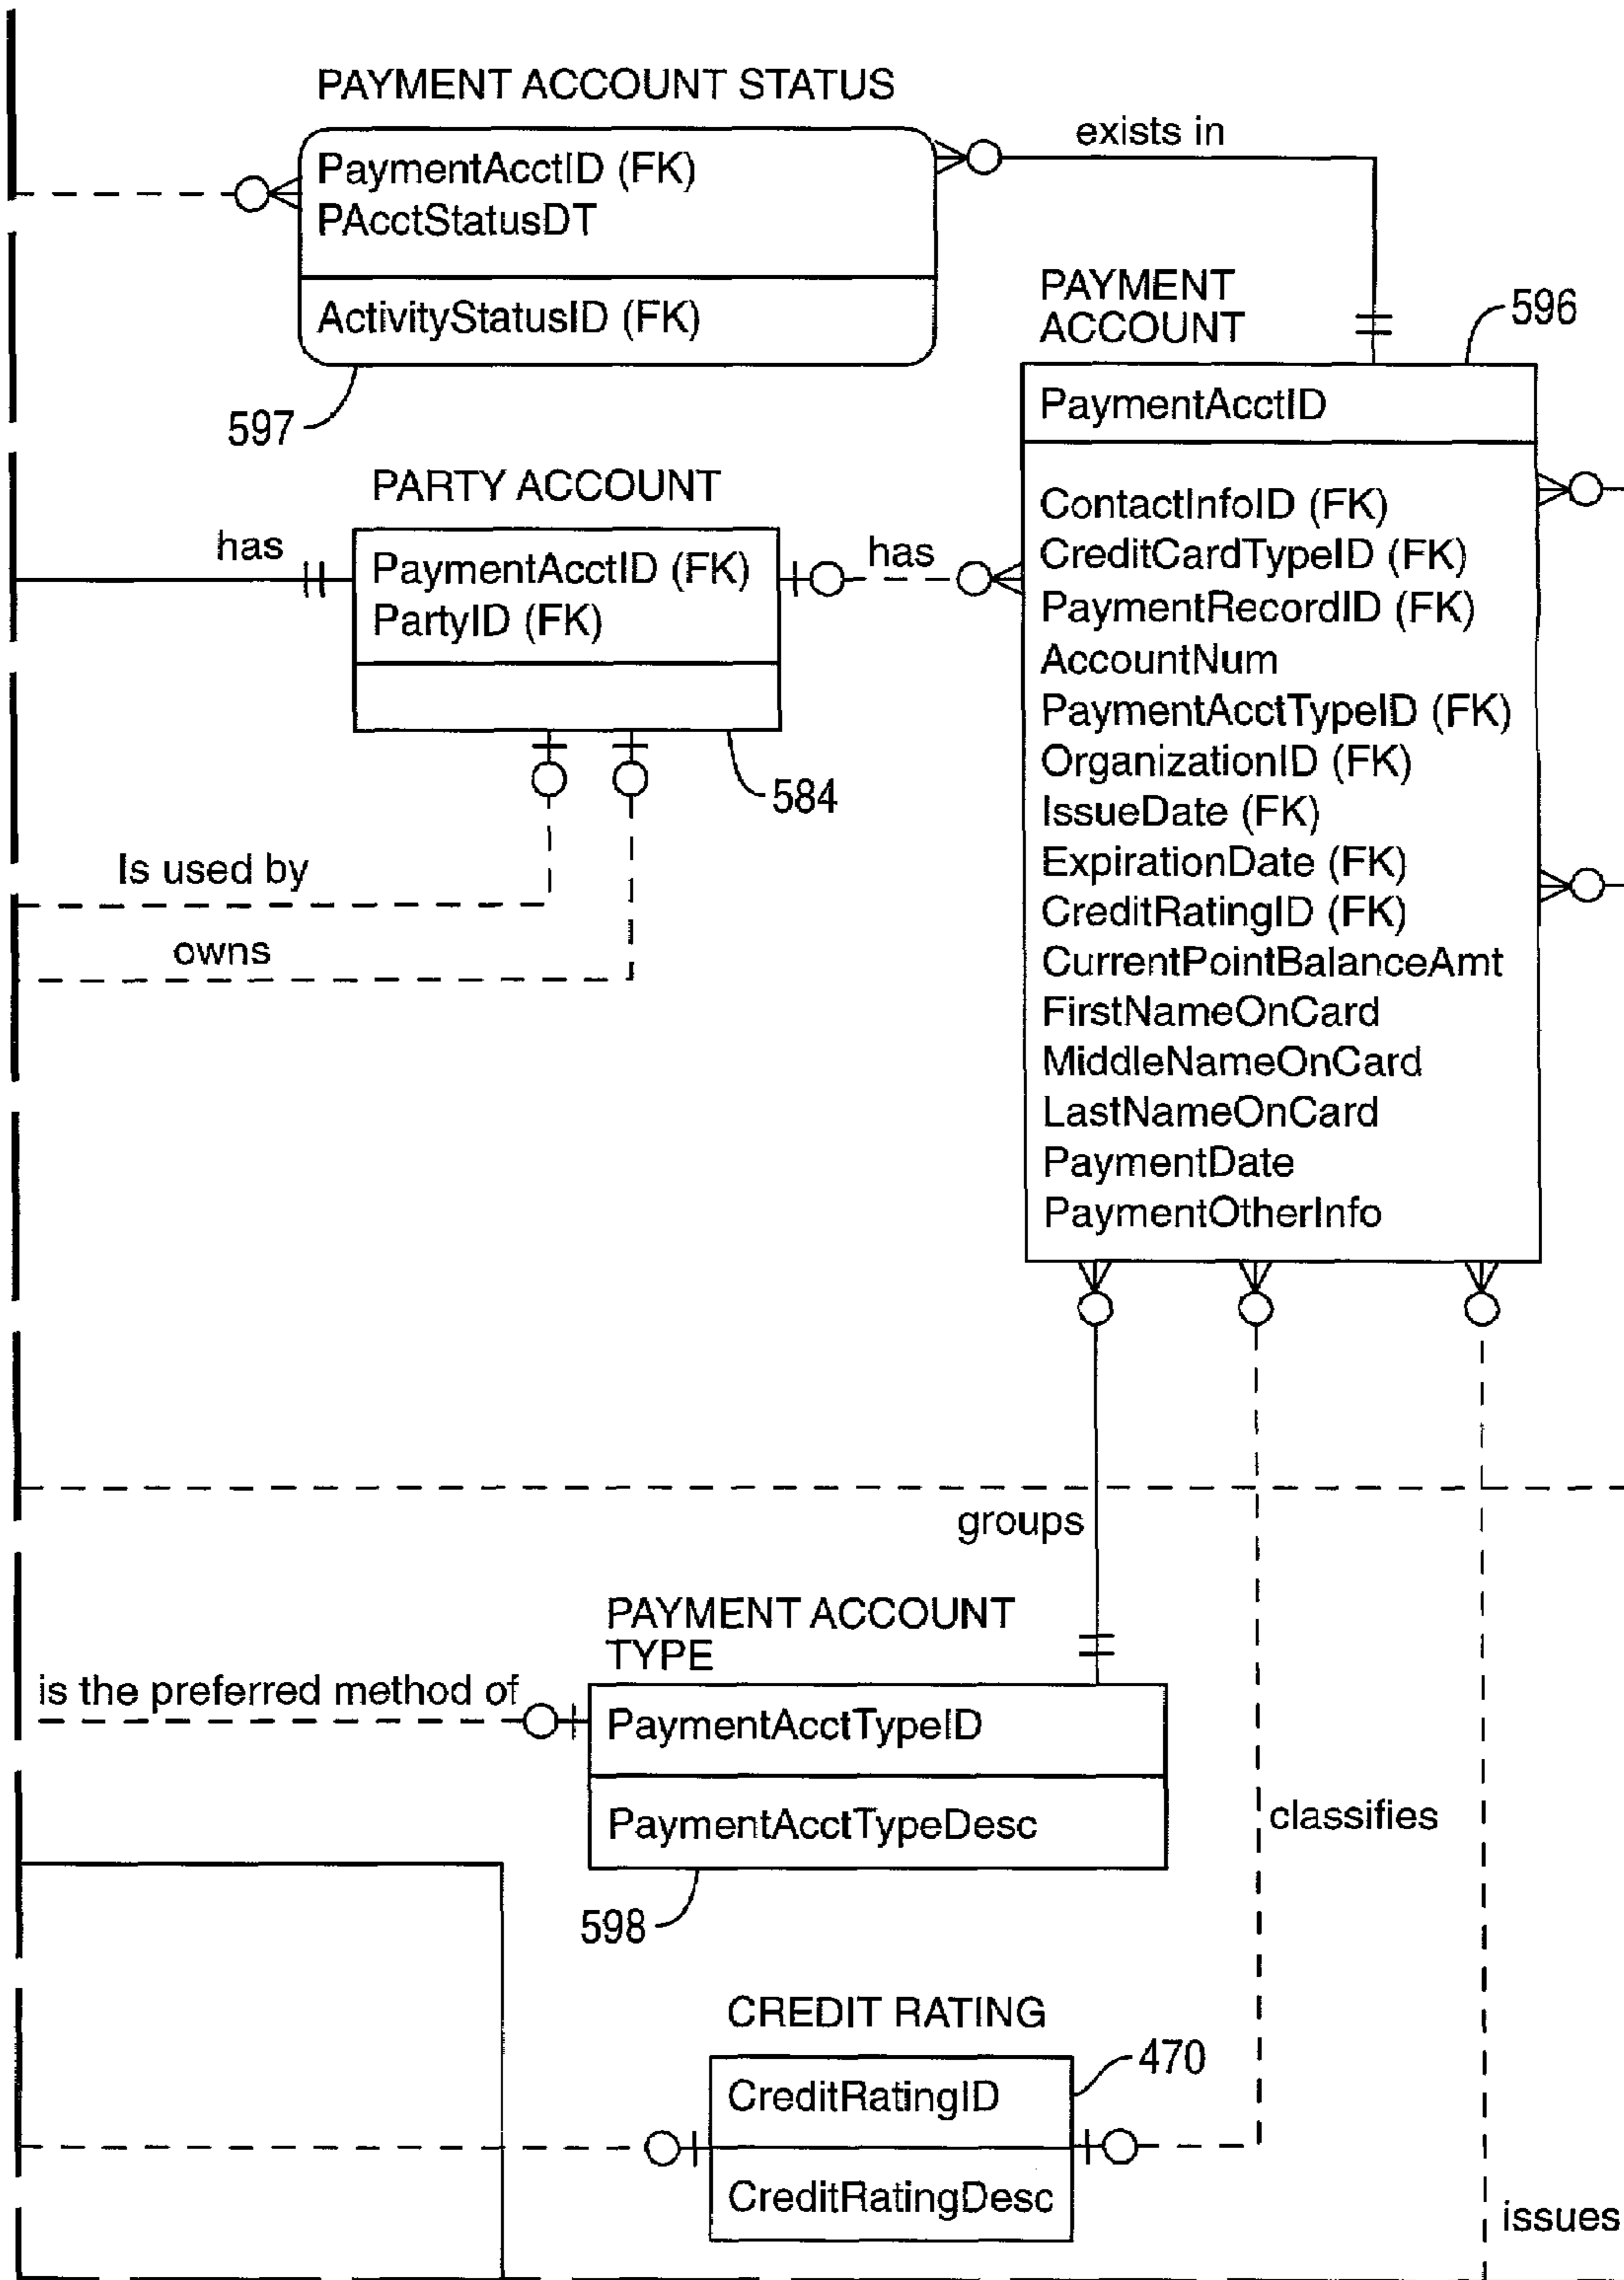 PAYMENT ACCOUNT STATUS
PaymentAcctID (FK)
PAcctStatusDT
ActivityStatusID (FK)
597
exists in
PAYMENT
ACCOUNT
596
PaymentAcctID
ContactInfoID (FK)
CreditCardTypeID (FK)
PaymentRecordID (FK)
AccountNum
PaymentAcctTypeID (FK)
OrganizationID (FK)
IssueDate (FK)
ExpirationDate (FK)
CreditRatingID (FK)
CurrentPointBalanceAmt
FirstNameOnCard
MiddleNameOnCard
LastNameOnCard
PaymentDate
PaymentOtherInfo
PARTY ACCOUNT
has
PaymentAcctID (FK)
PartyID (FK)
has
584
Is used by
owns
groups
PAYMENT ACCOUNT
TYPE
is the preferred method of
PaymentAcctTypeID
PaymentAcctTypeDesc
598
classifies
CREDIT RATING
470
CreditRatingID
CreditRatingDesc
issues